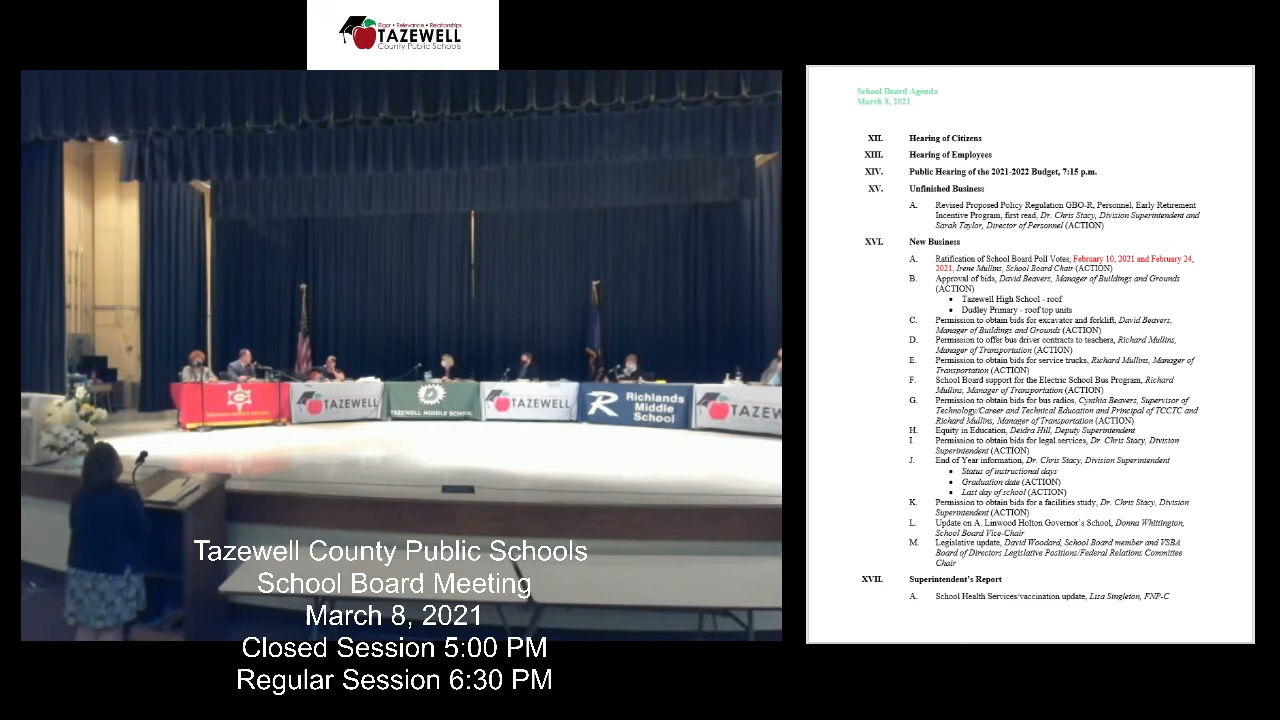 Rigor • Relevance • Relationships
TAZEWELL
County Public Schools
TAZEWELL
TAZEWELL MIDDLE SCHOOL
TAZEWELL
R Richlands
Middle
School
TAZEWELL
Tazewell County Public Schools
School Board Meeting
March 8, 2021
Closed Session 5:00 PM
Regular Session 6:30 PM
School Board Agenda
March 8, 2021
XII. Hearing of Citizens
XIII. Hearing of Employees
XIV. Public Hearing of the 2021-2022 Budget, 7:15 p.m.
XV. Unfinished Business
A. Revised Proposed Policy Regulation GBO-R, Personnel, Early Retirement
Incentive Program, first read, Dr. Chris Stacy, Division Superintendent and
Sarah Taylor, Director of Personnel (ACTION)
XVI. New Business
A. Ratification of School Board Poll Votes, February 10, 2021 and February 24,
2021, Irene Mullins, School Board Chair (ACTION)
B. Approval of bids, David Beavers, Manager of Buildings and Grounds
(ACTION)
• Tazewell High School - roof
• Dudley Primary - roof top units
C. Permission to obtain bids for excavator and forklift, David Beavers,
Manager of Buildings and Grounds (ACTION)
D. Permission to offer bus driver contracts to teachers, Richard Mullins,
Manager of Transportation (ACTION)
E. Permission to obtain bids for service trucks, Richard Mullins, Manager of
Transportation (ACTION)
F. School Board support for the Electric School Bus Program, Richard
Mullins, Manager of Transportation (ACTION)
G. Permission to obtain bids for bus radios, Cynthia Beavers, Supervisor of
Technology/Career and Technical Education and Principal of TCCTC and
Richard Mullins, Manager of Transportation (ACTION)
H. Equity in Education, Deidra Hill, Deputy Superintendent
I. Permission to obtain bids for legal services, Dr. Chris Stacy, Division
Superintendent (ACTION)
J. End of Year information, Dr. Chris Stacy, Division Superintendent
• Status of instructional days
• Graduation date (ACTION)
• Last day of school (ACTION)
K. Permission to obtain bids for a facilities study, Dr. Chris Stacy, Division
Superintendent (ACTION)
L. Update on A. Linwood Holton Governor's School, Donna Whittington,
School Board Vice-Chair
M. Legislative update, David Woodard, School Board member and VSBA
Board of Directors Legislative Positions/Federal Relations Committee
Chair
XVII. Superintendent's Report
A. School Health Services/vaccination update, Lisa Singleton, FNP-C